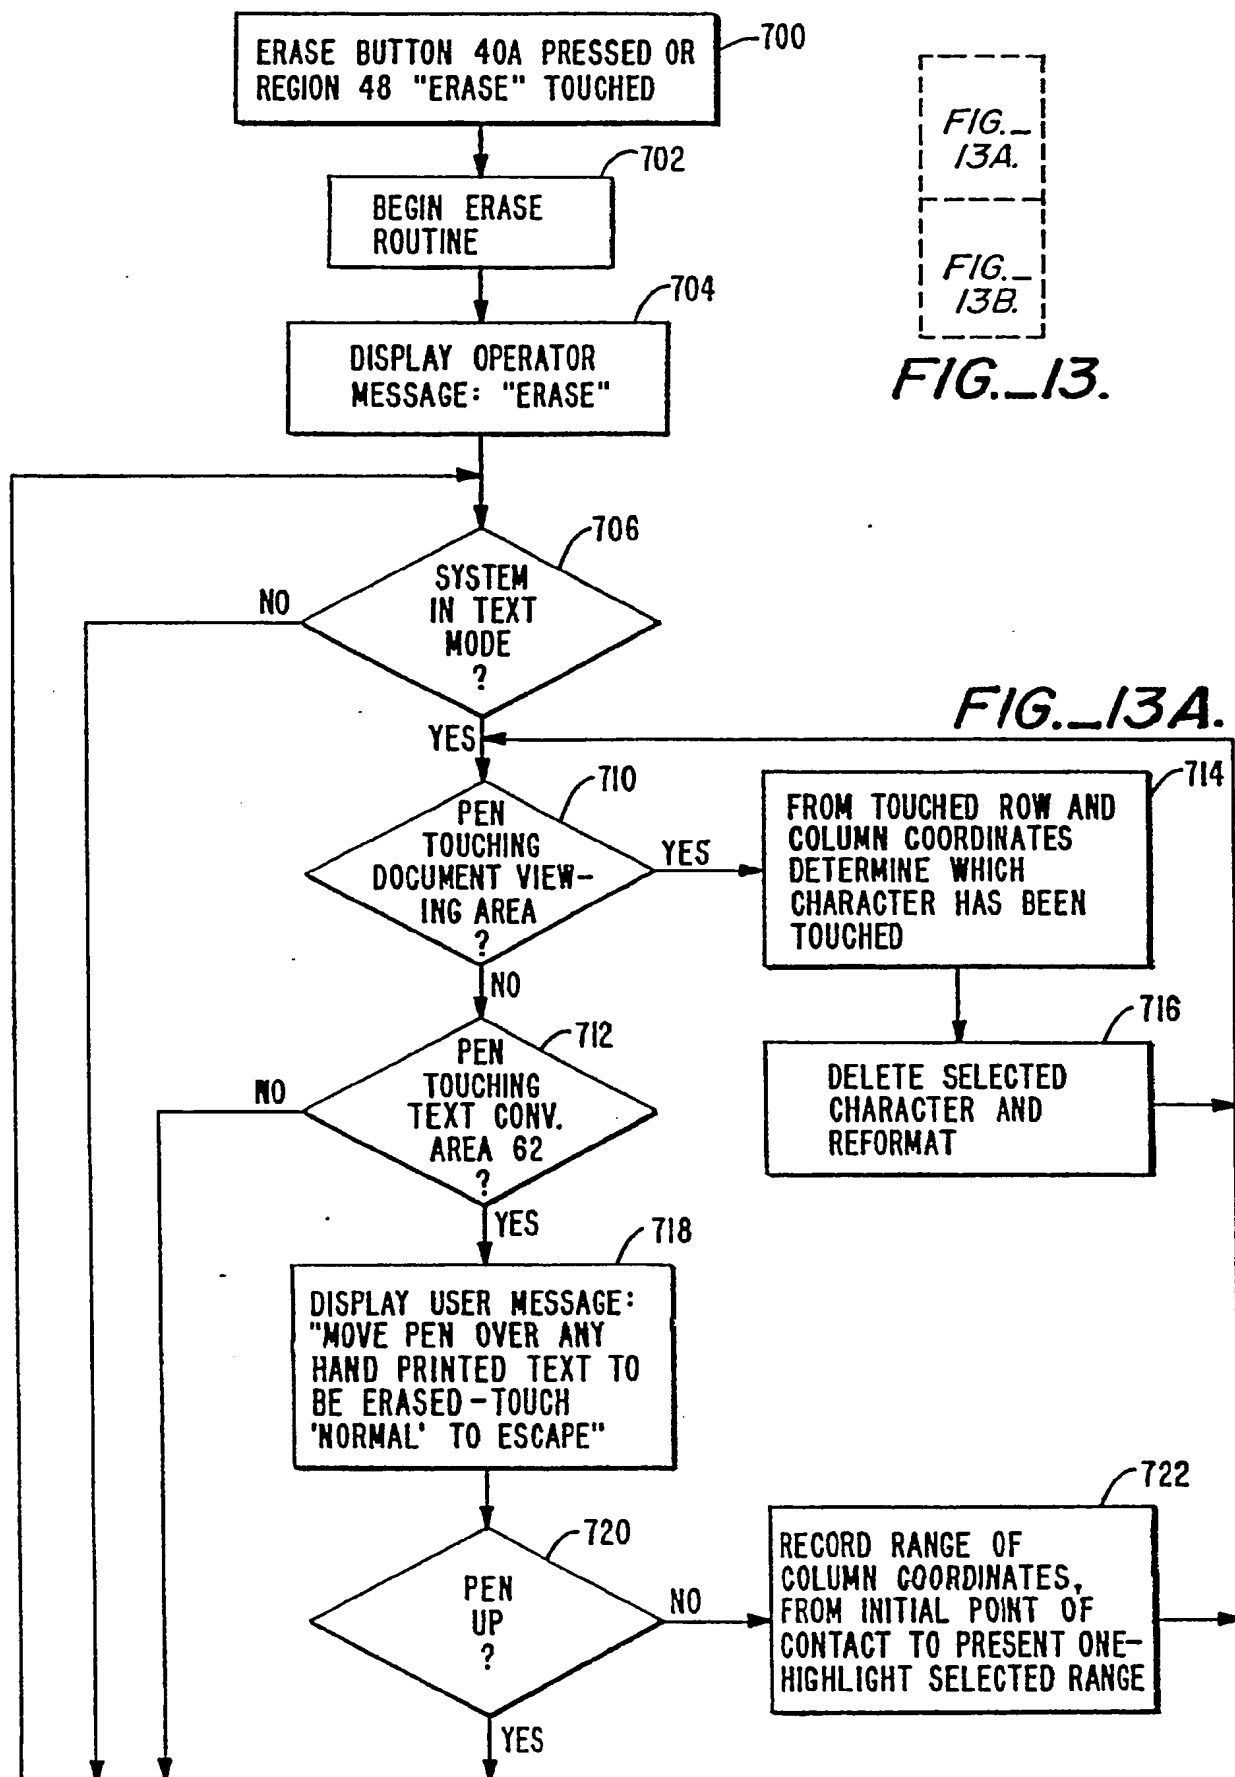 ERASE BUTTON 40A PRESSED OR
REGION 48 "ERASE" TOUCHED
700
FIG._
13A.
FIG._
13B.
FIG._13.
702
BEGIN ERASE
ROUTINE
704
DISPLAY OPERATOR
MESSAGE: "ERASE"
706
SYSTEM
IN TEXT
MODE
?
NO
YES
FIG._13A.
710
PEN
TOUCHING
DOCUMENT VIEW-
ING AREA
?
YES
NO
714
FROM TOUCHED ROW AND
COLUMN COORDINATES
DETERMINE WHICH
CHARACTER HAS BEEN
TOUCHED
716
DELETE SELECTED
CHARACTER AND
REFORMAT
712
PEN
TOUCHING
TEXT CONV.
AREA 62
?
NO
YES
718
DISPLAY USER MESSAGE:
"MOVE PEN OVER ANY
HAND PRINTED TEXT TO
BE ERASED-TOUCH
'NORMAL' TO ESCAPE"
720
PEN
UP
?
NO
YES
722
RECORD RANGE OF
COLUMN COORDINATES,
FROM INITIAL POINT OF
CONTACT TO PRESENT ONE-
HIGHLIGHT SELECTED RANGE